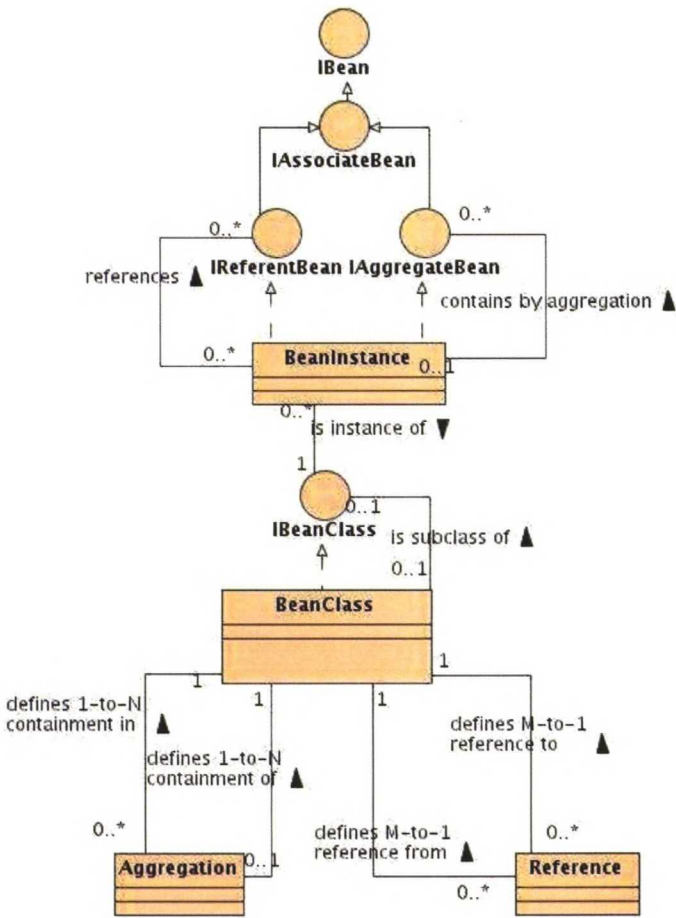 IBean
IAssociateBean
0..*
0..*
IReferentBean IAggregateBean
references ▲
contains by aggregation ▲
0..*
BeanInstance
0..1
0..*
is instance of ▼
1
0..1
IBeanClass
is subclass of ▲
0..1
BeanClass
1
1
1
1
defines 1-to-N
containment in ▲
defines M-to-1
reference to ▲
defines 1-to-N
containment of ▲
0..*
defines M-to-1
reference from ▲
0..*
Aggregation
0..1
Reference
0..*